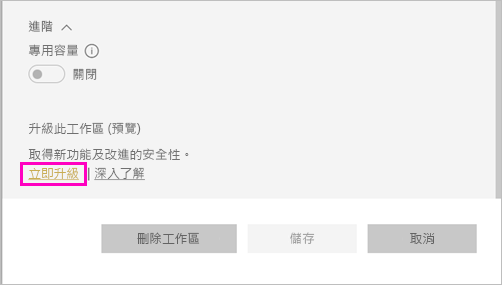 進階
專用容量
關閉
升級此工作區 (預覽)
取得新功能及改進的安全性。
立即升級 | 深入了解
刪除工作區 儲存 取消